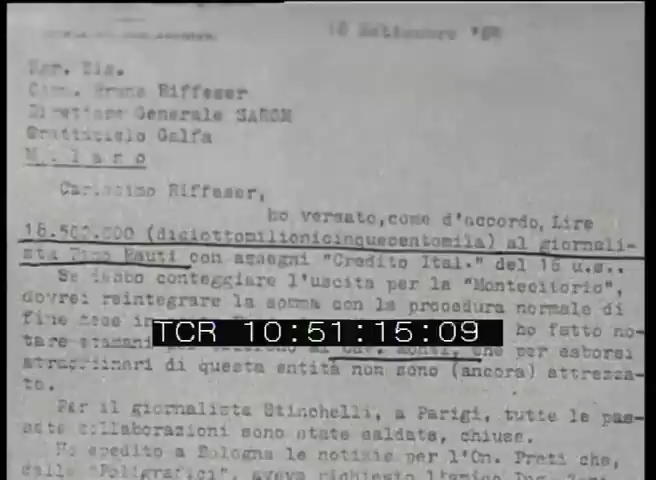 16 Settembre '68
Egr. Sig.
Comm. Bruno Riffeser
Direttore Generale SAROM
Grattacielo Galfa
M i l a n o
Carissimo Riffeser,
ho versato, come d'accordo, Lire
18.500.000 (diciottomilionicinquecentomila) al giornali-
sta Pino Rauti con assegni "Credito Ital." del 15 u.s..
Se debbo conteggiare l'uscita per la "Montecitorio",
dovrei reintegrare la somma con la procedura normale di
fine mese
TCR 10:51:15:09
ho fatto no-
tare stamani Cav. Monti, che per esborsi
straordinari di questa entità non sono (ancora) attrezza-
to.
Per il giornalista Stinchelli, a Parigi, tutte le pas-
sate collaborazioni sono state saldate, chiuse.
Ho spedito a Bologna le notizie per l'On. Preti che,
dalla "Poligrafici", aveva richiesto